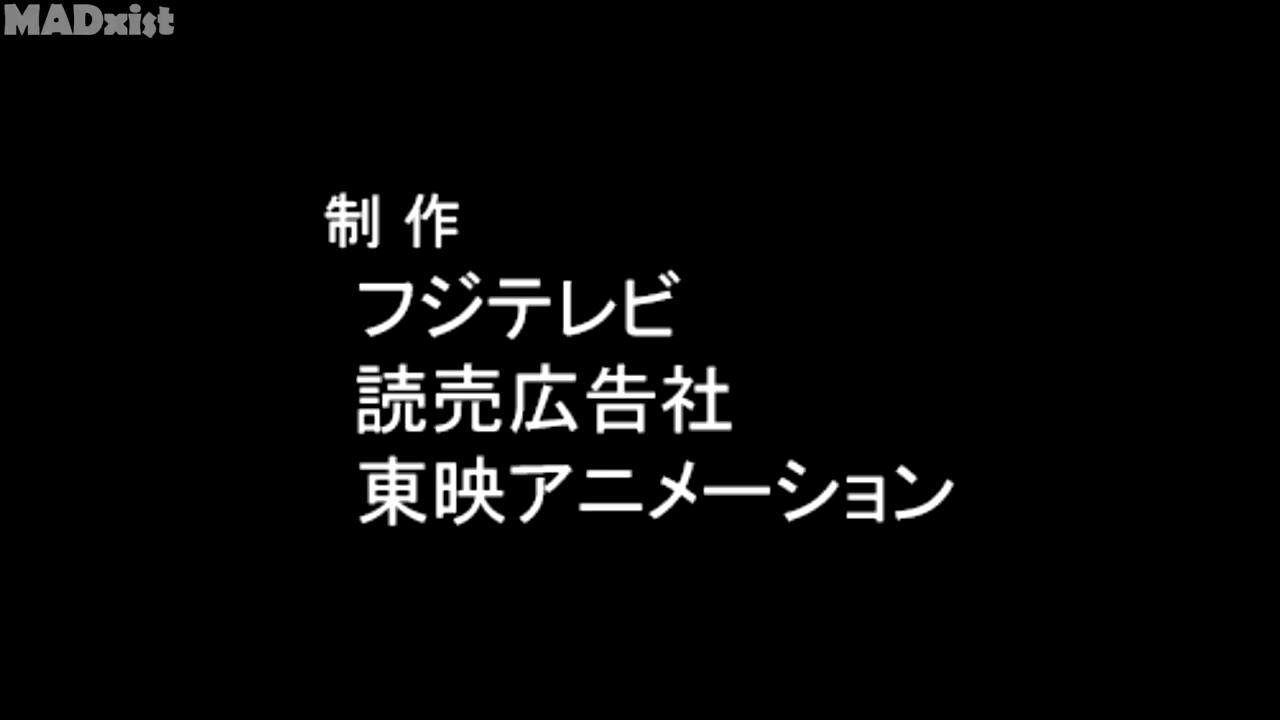 MADxist
制 作
フジテレビ
読売広告社
東映アニメーション